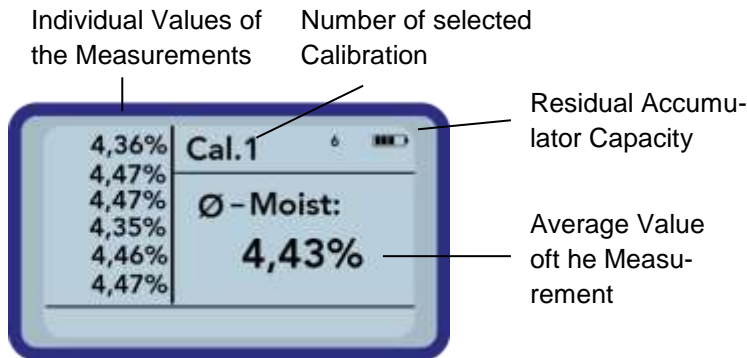 Individual Values of
the Measurements
Number of selected
Calibration
Residual Accumu-
lator Capacity
4,36%
4,47%
4,47%
4,35%
4,46%
4,47%
Cal.1
6
Ø – Moist:
4,43%
Average Value
oft he Measu-
rement